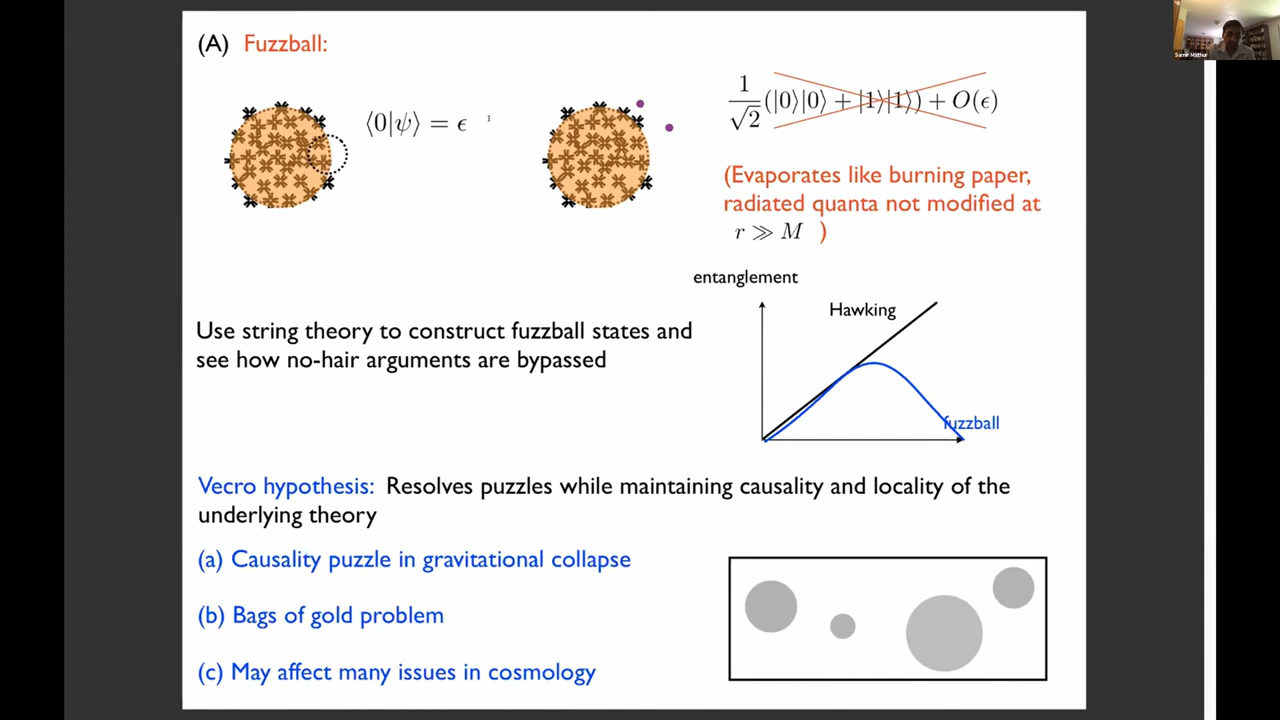 (A) Fuzzball:
⟨0|ψ⟩ = ϵ
1/√2 (|0⟩|0⟩ + |1⟩|1⟩) + O(ϵ)
(Evaporates like burning paper,
radiated quanta not modified at
r ≫ M )
entanglement
Hawking
fuzzball
Use string theory to construct fuzzball states and
see how no-hair arguments are bypassed
Vecro hypothesis: Resolves puzzles while maintaining causality and locality of the
underlying theory
(a) Causality puzzle in gravitational collapse
(b) Bags of gold problem
(c) May affect many issues in cosmology
Samir Mathur